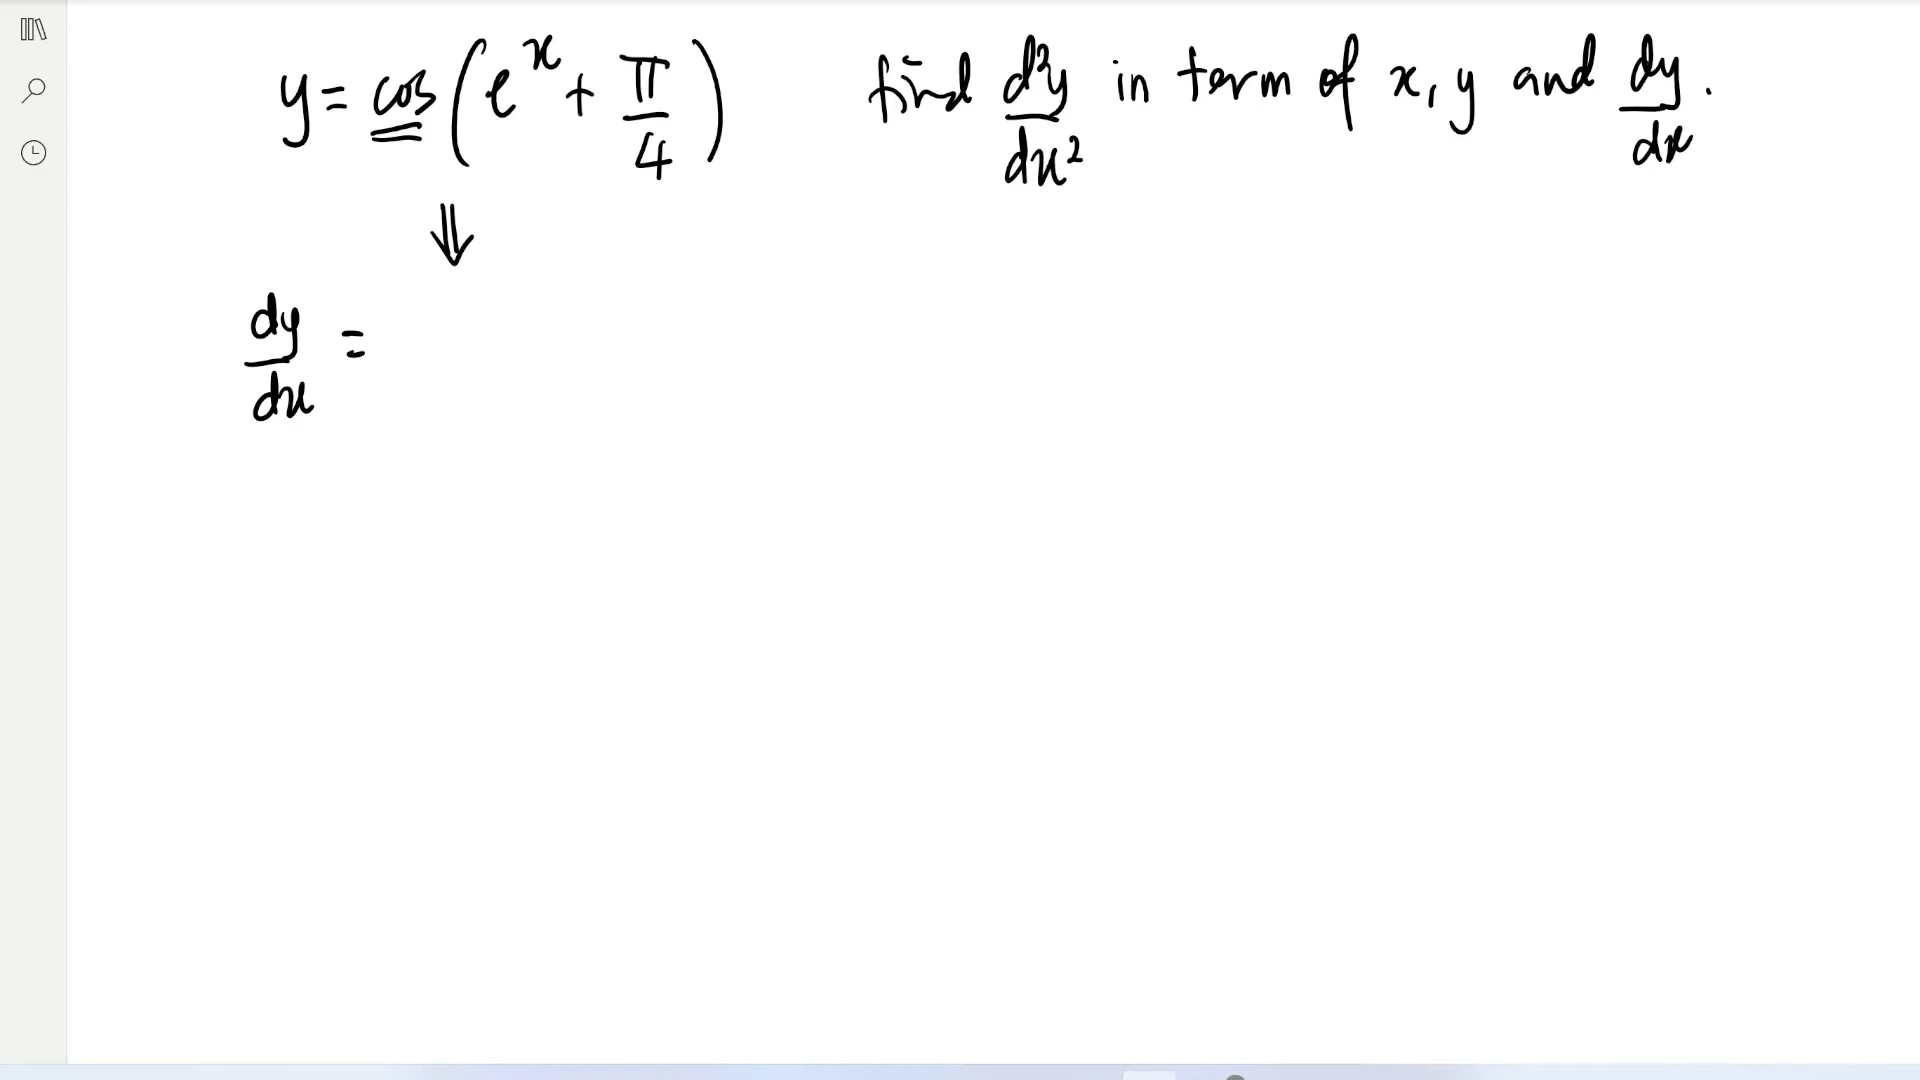 y = cos(e^x + π/4) find d²y/dx² in term of x, y and dy/dx.
⇓
dy/dx =